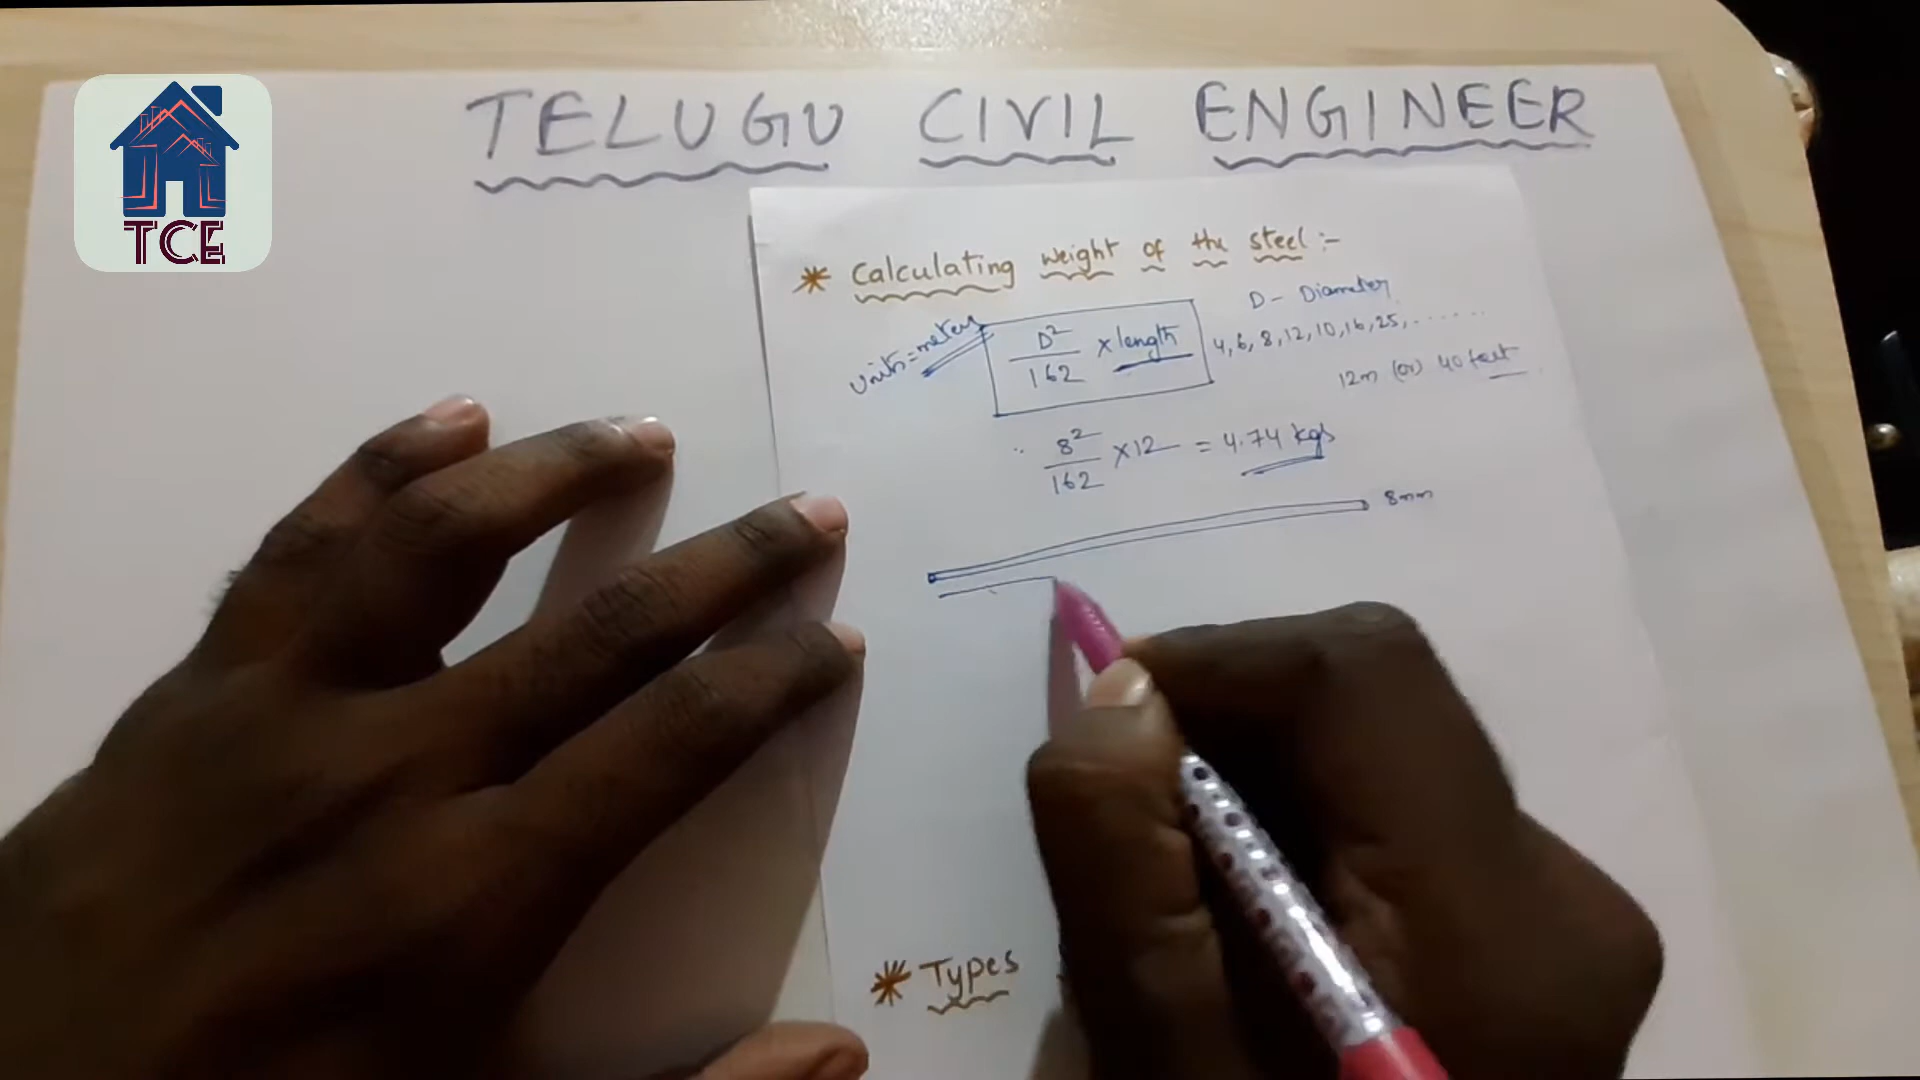 TCE
TELUGU CIVIL ENGINEER
* Calculating weight of the steel :-
units = meters
D²/162 × length
D - Diameter
4, 6, 8, 12, 10, 16, 25, ......
12m (or) 40 feet
∴ 8²/162 × 12 = 4.74 kgs
8mm
* Types